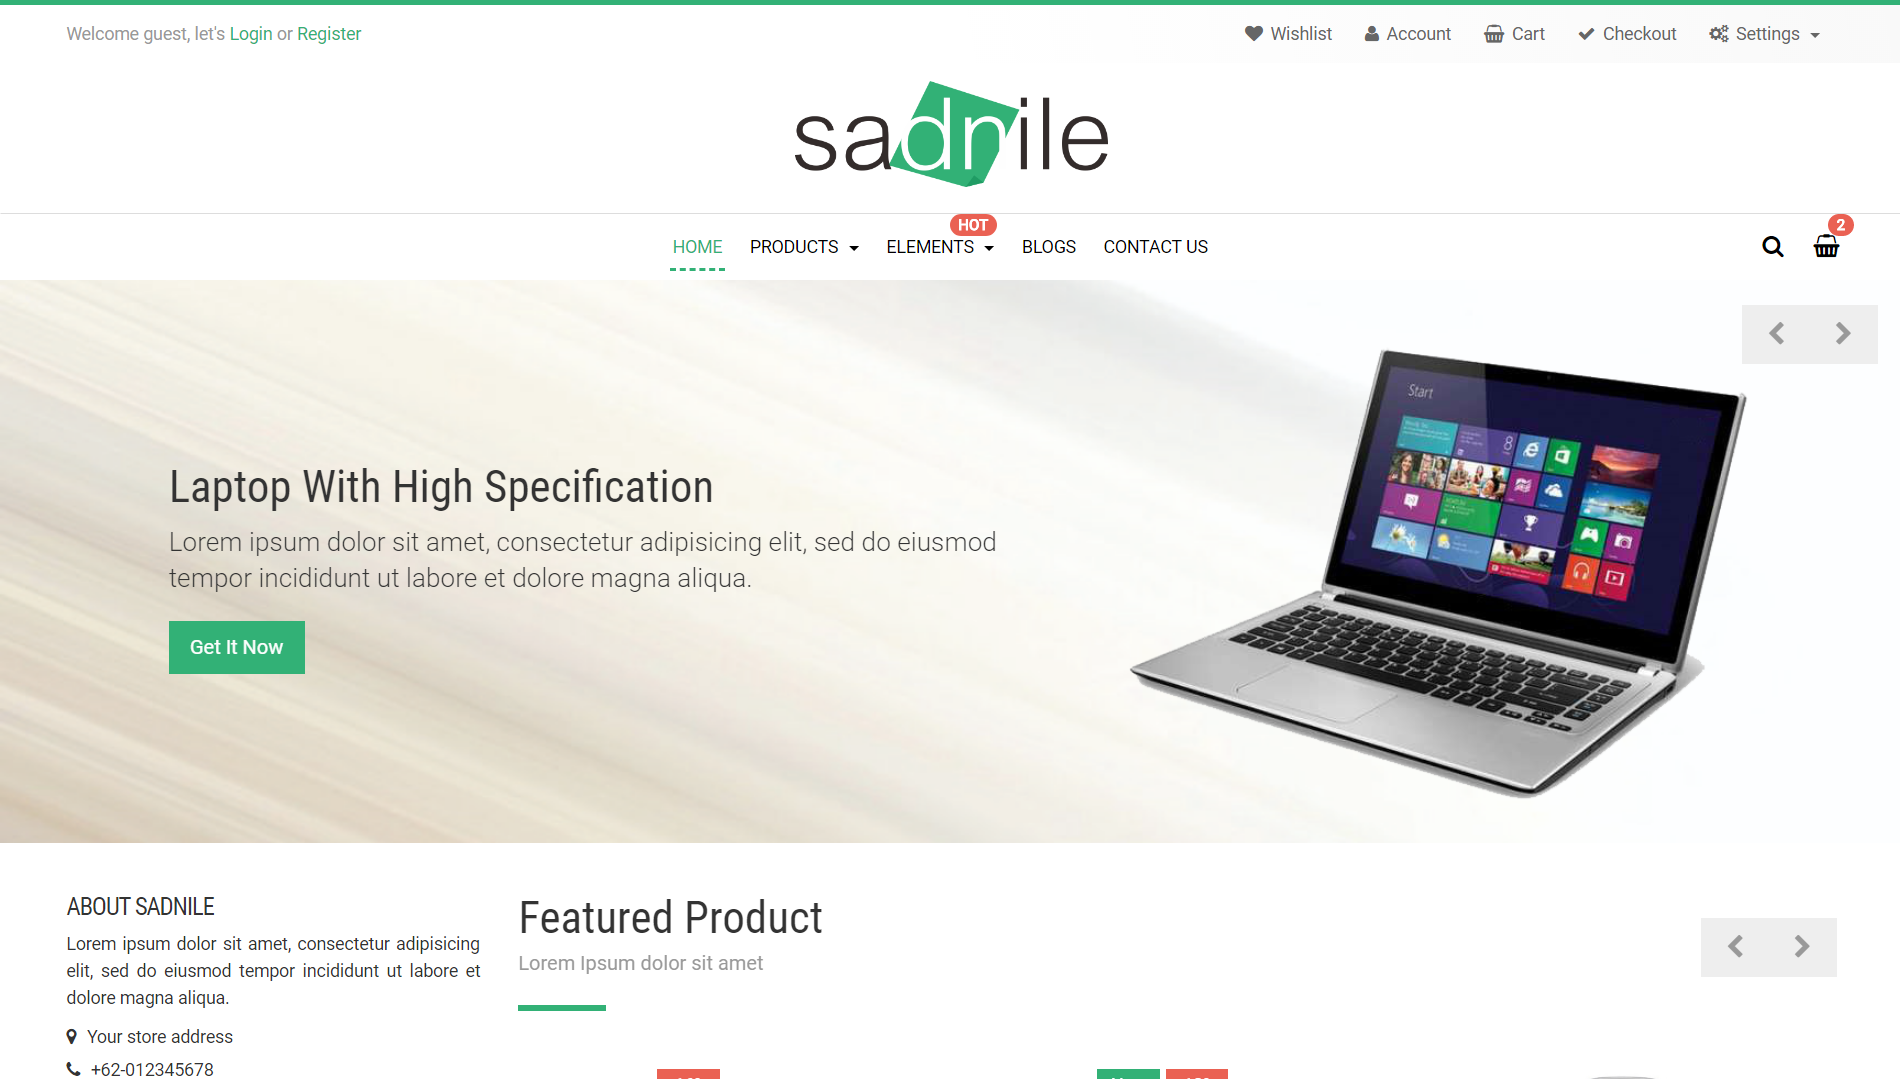 Welcome guest, let's Login or Register
Wishlist
Account
Cart
Checkout
Settings
sadnile
HOT
2
HOME
PRODUCTS
ELEMENTS
BLOGS
CONTACT US
Start
Laptop With High Specification
Lorem ipsum dolor sit amet, consectetur adipisicing elit, sed do eiusmod
tempor incididunt ut labore et dolore magna aliqua.
Get It Now
ABOUT SADNILE
Lorem ipsum dolor sit amet, consectetur adipisicing
elit, sed do eiusmod tempor incididunt ut labore et
dolore magna aliqua.
Your store address
+62-012345678
Featured Product
Lorem Ipsum dolor sit amet